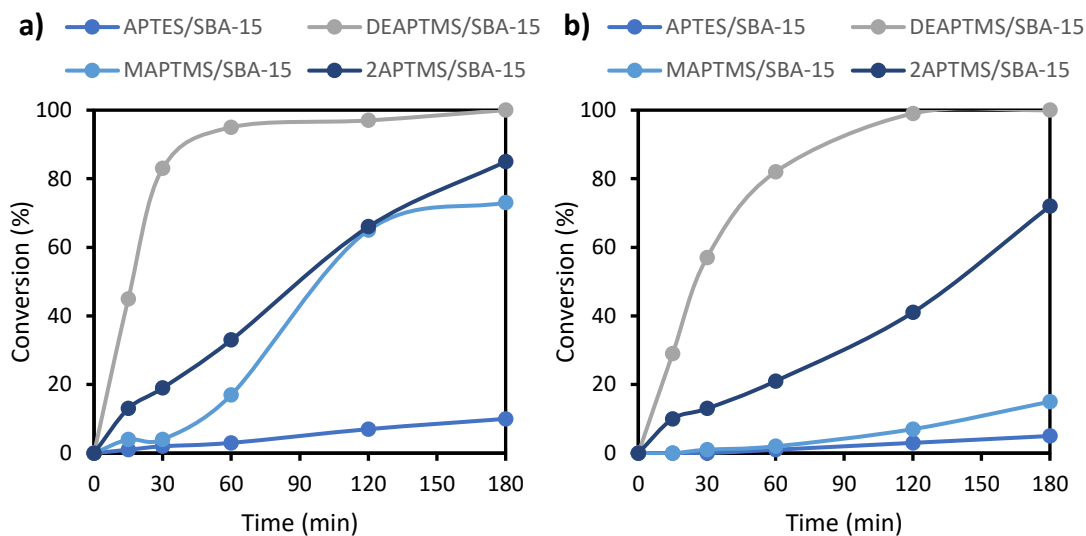 a)
APTES/SBA-15
DEAPTMS/SBA-15
MAPTMS/SBA-15
2APTMS/SBA-15
100
80
60
40
20
0
Conversion (%)
0 30 60 90 120 150 180
Time (min)
b)
APTES/SBA-15
DEAPTMS/SBA-15
MAPTMS/SBA-15
2APTMS/SBA-15
100
80
60
40
20
0
Conversion (%)
0 30 60 90 120 150 180
Time (min)